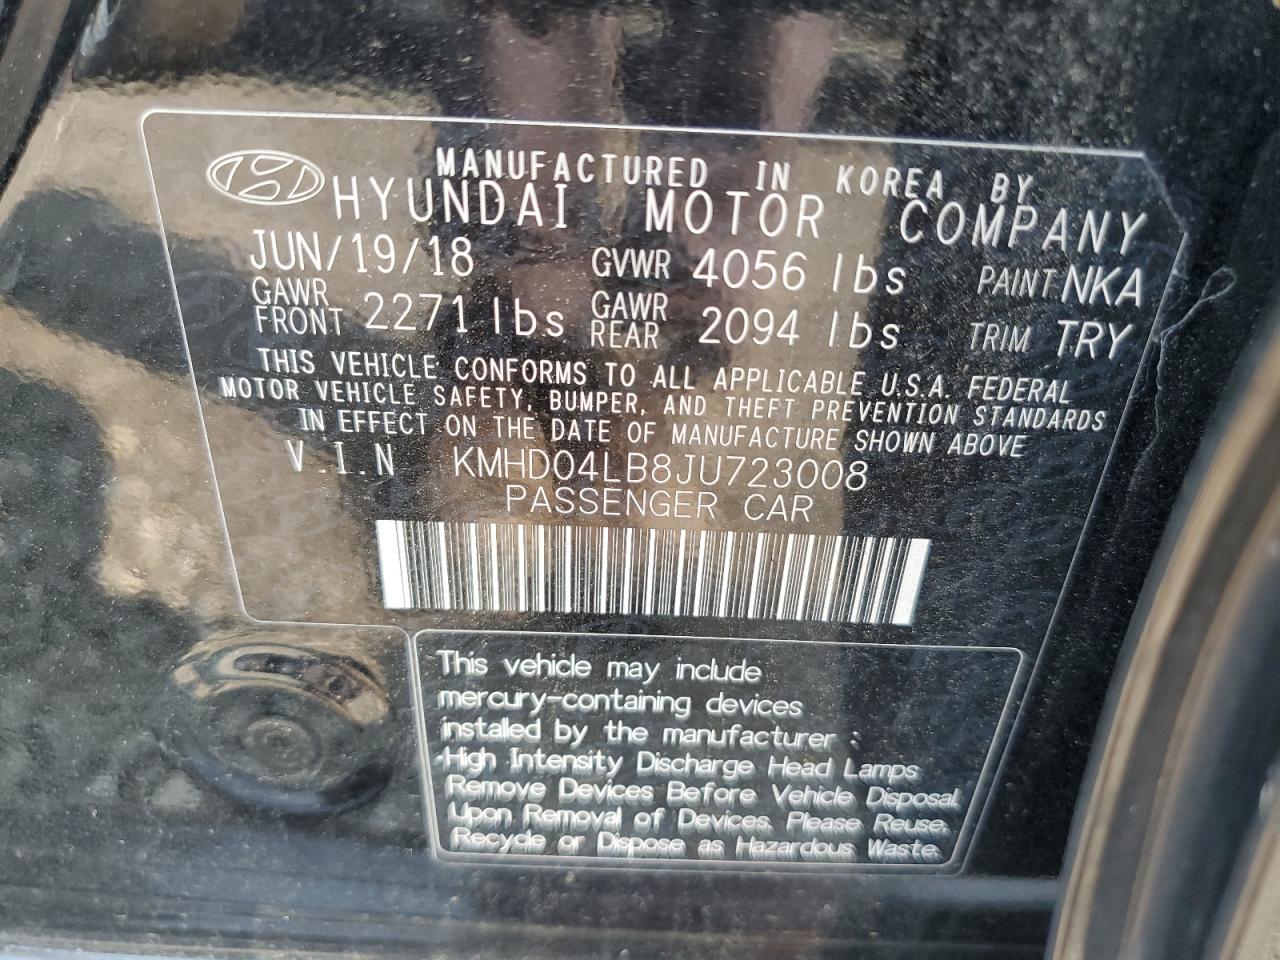 MANUFACTURED IN KOREA BY
HYUNDAI MOTOR COMPANY
JUN/19/18 GVWR 4056 lbs PAINT NKA
GAWR FRONT 2271 lbs GAWR REAR 2094 lbs TRIM TRY
THIS VEHICLE CONFORMS TO ALL APPLICABLE U.S.A. FEDERAL
MOTOR VEHICLE SAFETY, BUMPER, AND THEFT PREVENTION STANDARDS
IN EFFECT ON THE DATE OF MANUFACTURE SHOWN ABOVE
V.I.N KMHD04LB8JU723008
PASSENGER CAR
This vehicle may include
mercury-containing devices
installed by the manufacturer :
-High Intensity Discharge Head Lamps
Remove Devices Before Vehicle Disposal.
Upon Removal of Devices, Please Reuse,
Recycle or Dispose as Hazardous Waste.